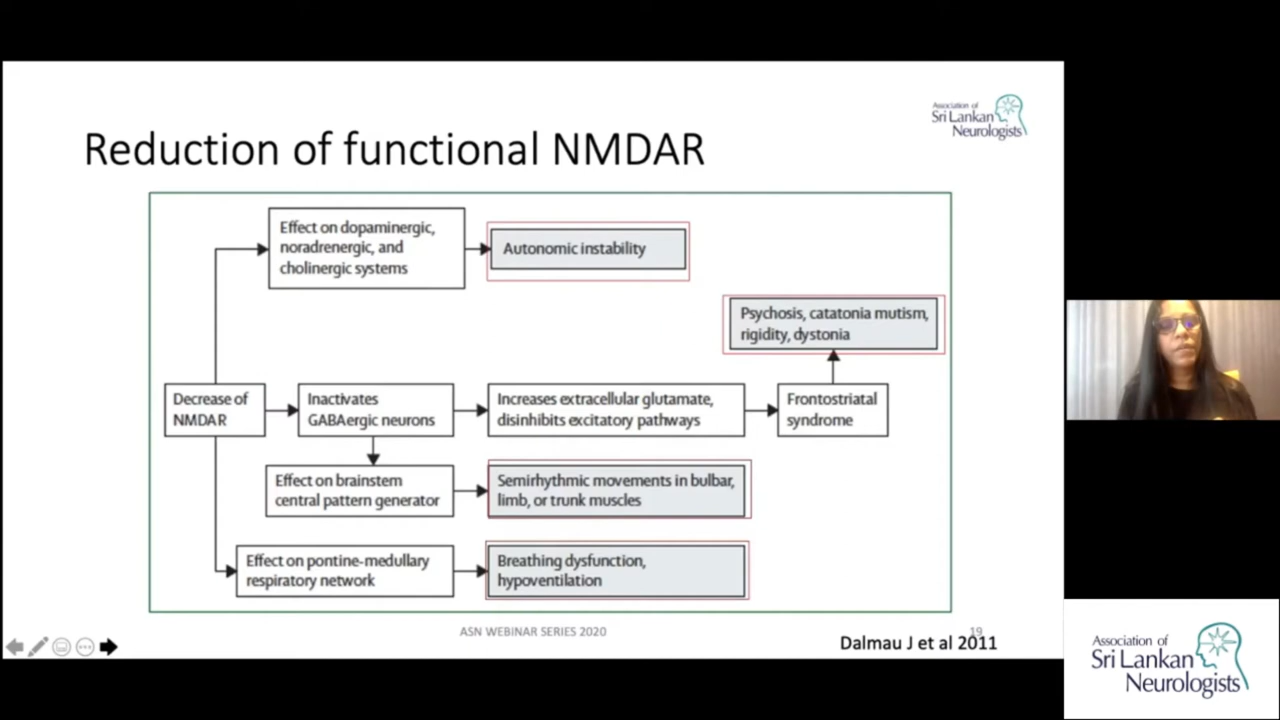 Association of
Sri Lankan
Neurologists
Reduction of functional NMDAR
Effect on dopaminergic,
noradrenergic, and
cholinergic systems
Autonomic instability
Psychosis, catatonia mutism,
rigidity, dystonia
Decrease of
NMDAR
Inactivates
GABAergic neurons
Increases extracellular glutamate,
disinhibits excitatory pathways
Frontostriatal
syndrome
Effect on brainstem
central pattern generator
Semirhythmic movements in bulbar,
limb, or trunk muscles
Effect on pontine-medullary
respiratory network
Breathing dysfunction,
hypoventilation
ASN WEBINAR SERIES 2020
19
Dalmau J et al 2011
Association of
Sri Lankan
Neurologists